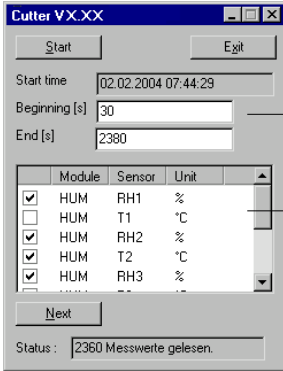 Cutter VX.XX
Start Exit
Start time 02.02.2004 07:44:29
Beginning [s] 30
End [s] 2380
Module Sensor Unit
HUM RH1 %
HUM T1 °C
HUM RH2 %
HUM T2 °C
HUM RH3 %
Next
Status : 2360 Messwerte gelesen.